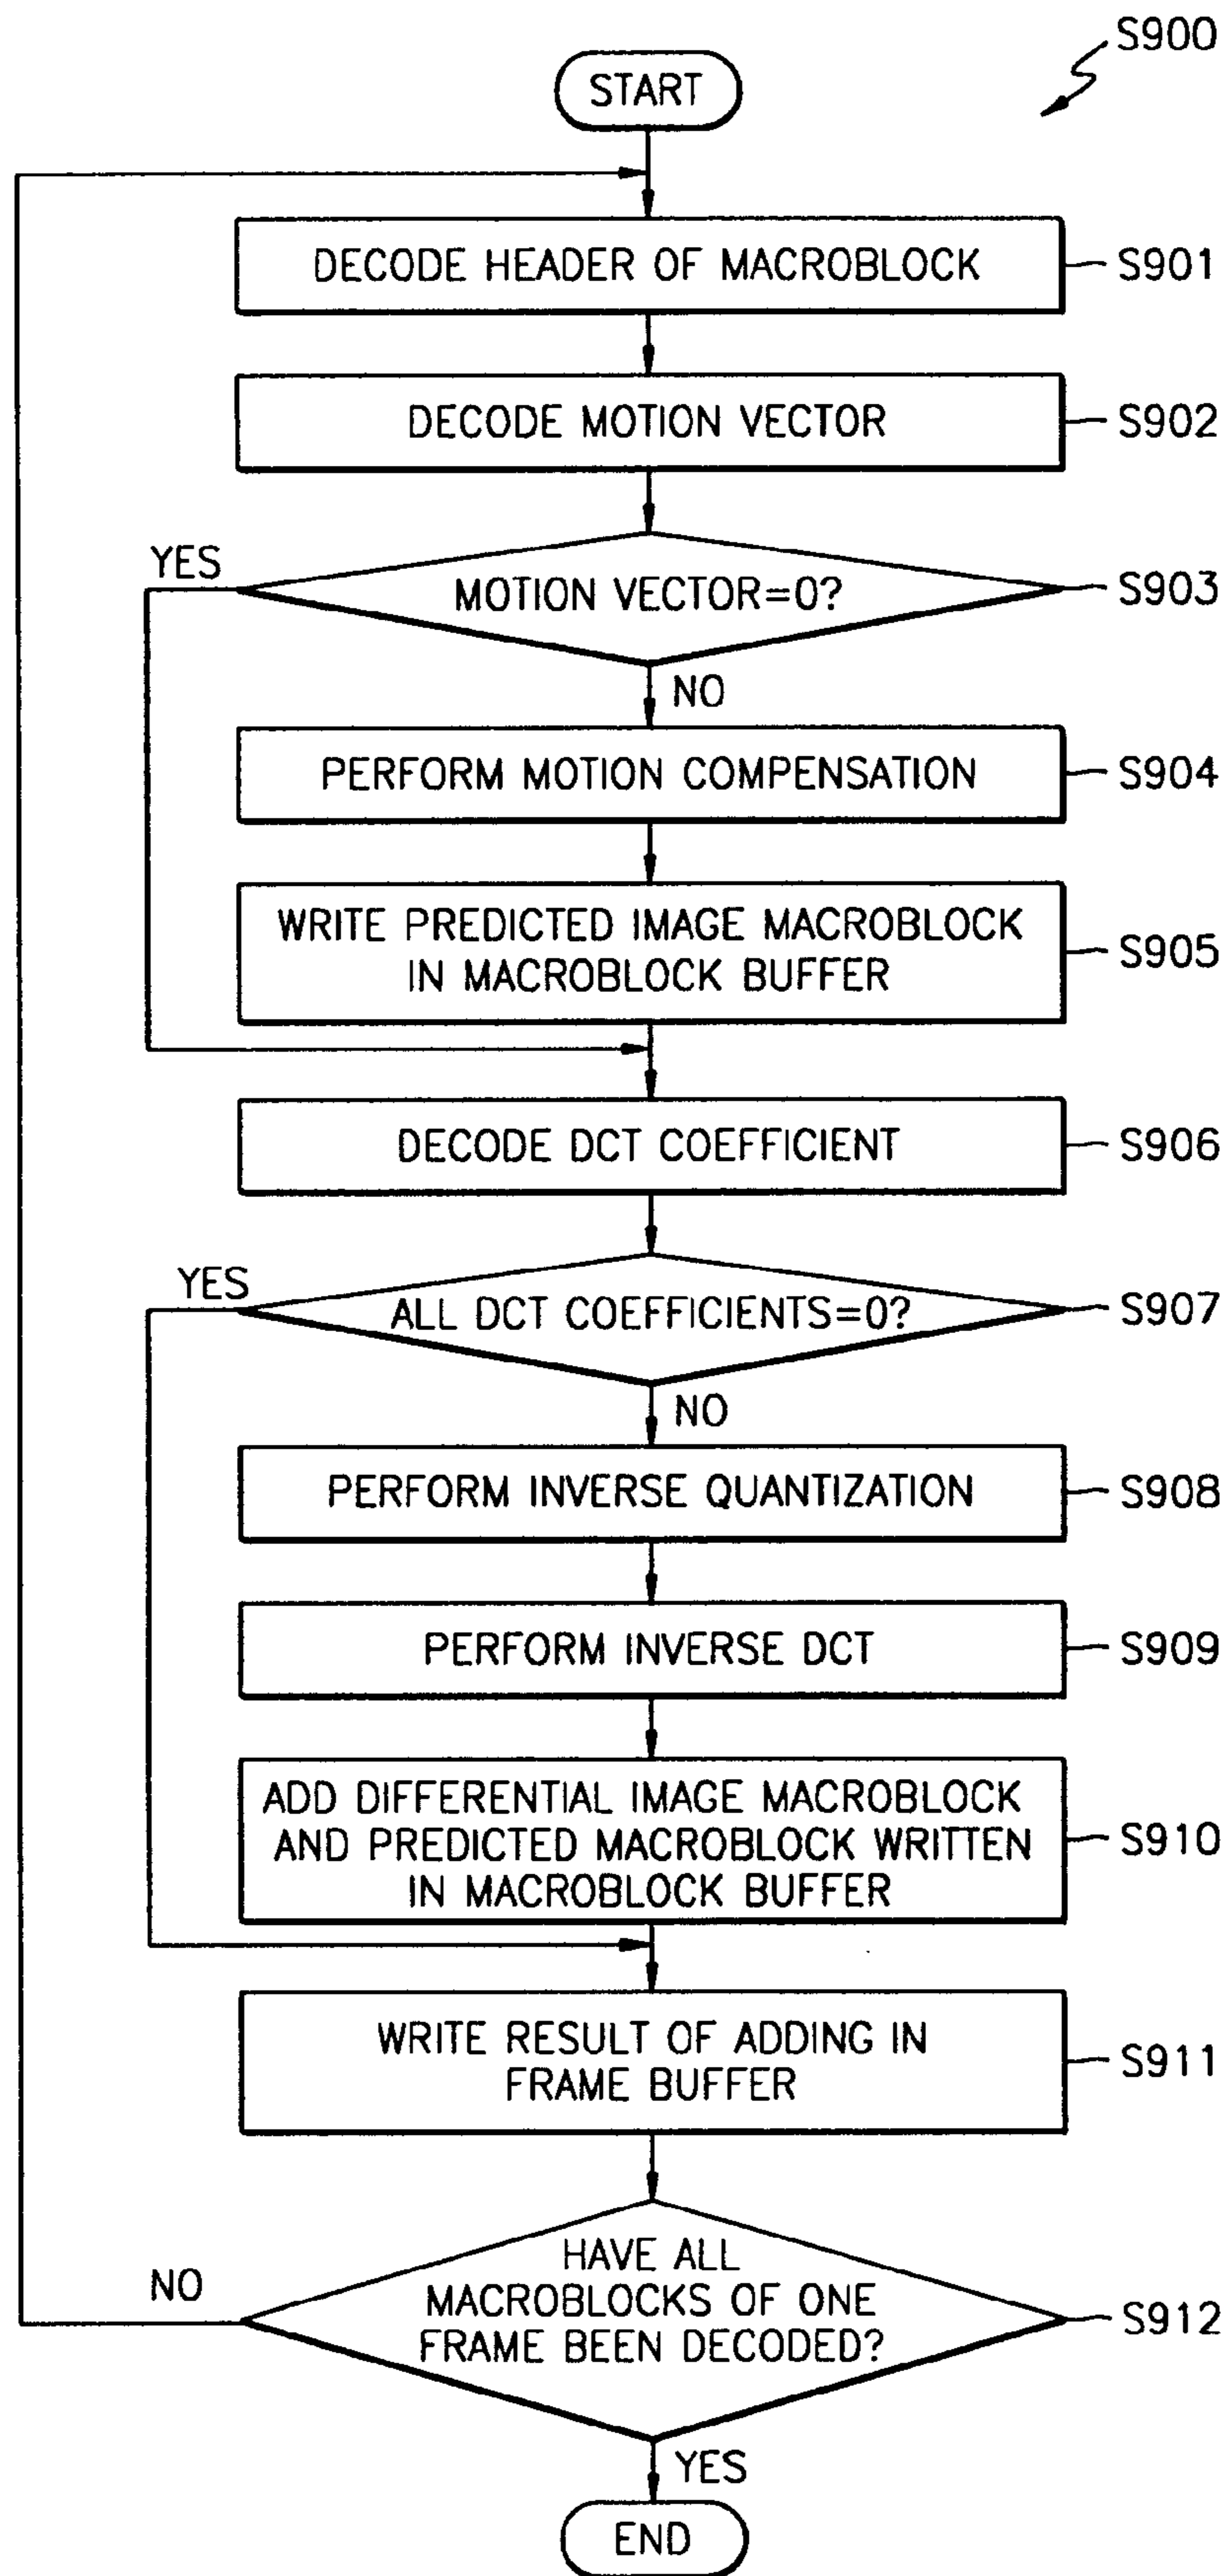 S900
START
DECODE HEADER OF MACROBLOCK
S901
DECODE MOTION VECTOR
S902
YES
MOTION VECTOR=0?
S903
NO
PERFORM MOTION COMPENSATION
S904
WRITE PREDICTED IMAGE MACROBLOCK
IN MACROBLOCK BUFFER
S905
DECODE DCT COEFFICIENT
S906
YES
ALL DCT COEFFICIENTS=0?
S907
NO
PERFORM INVERSE QUANTIZATION
S908
PERFORM INVERSE DCT
S909
ADD DIFFERENTIAL IMAGE MACROBLOCK
AND PREDICTED MACROBLOCK WRITTEN
IN MACROBLOCK BUFFER
S910
WRITE RESULT OF ADDING IN
FRAME BUFFER
S911
NO
HAVE ALL
MACROBLOCKS OF ONE
FRAME BEEN DECODED?
S912
YES
END